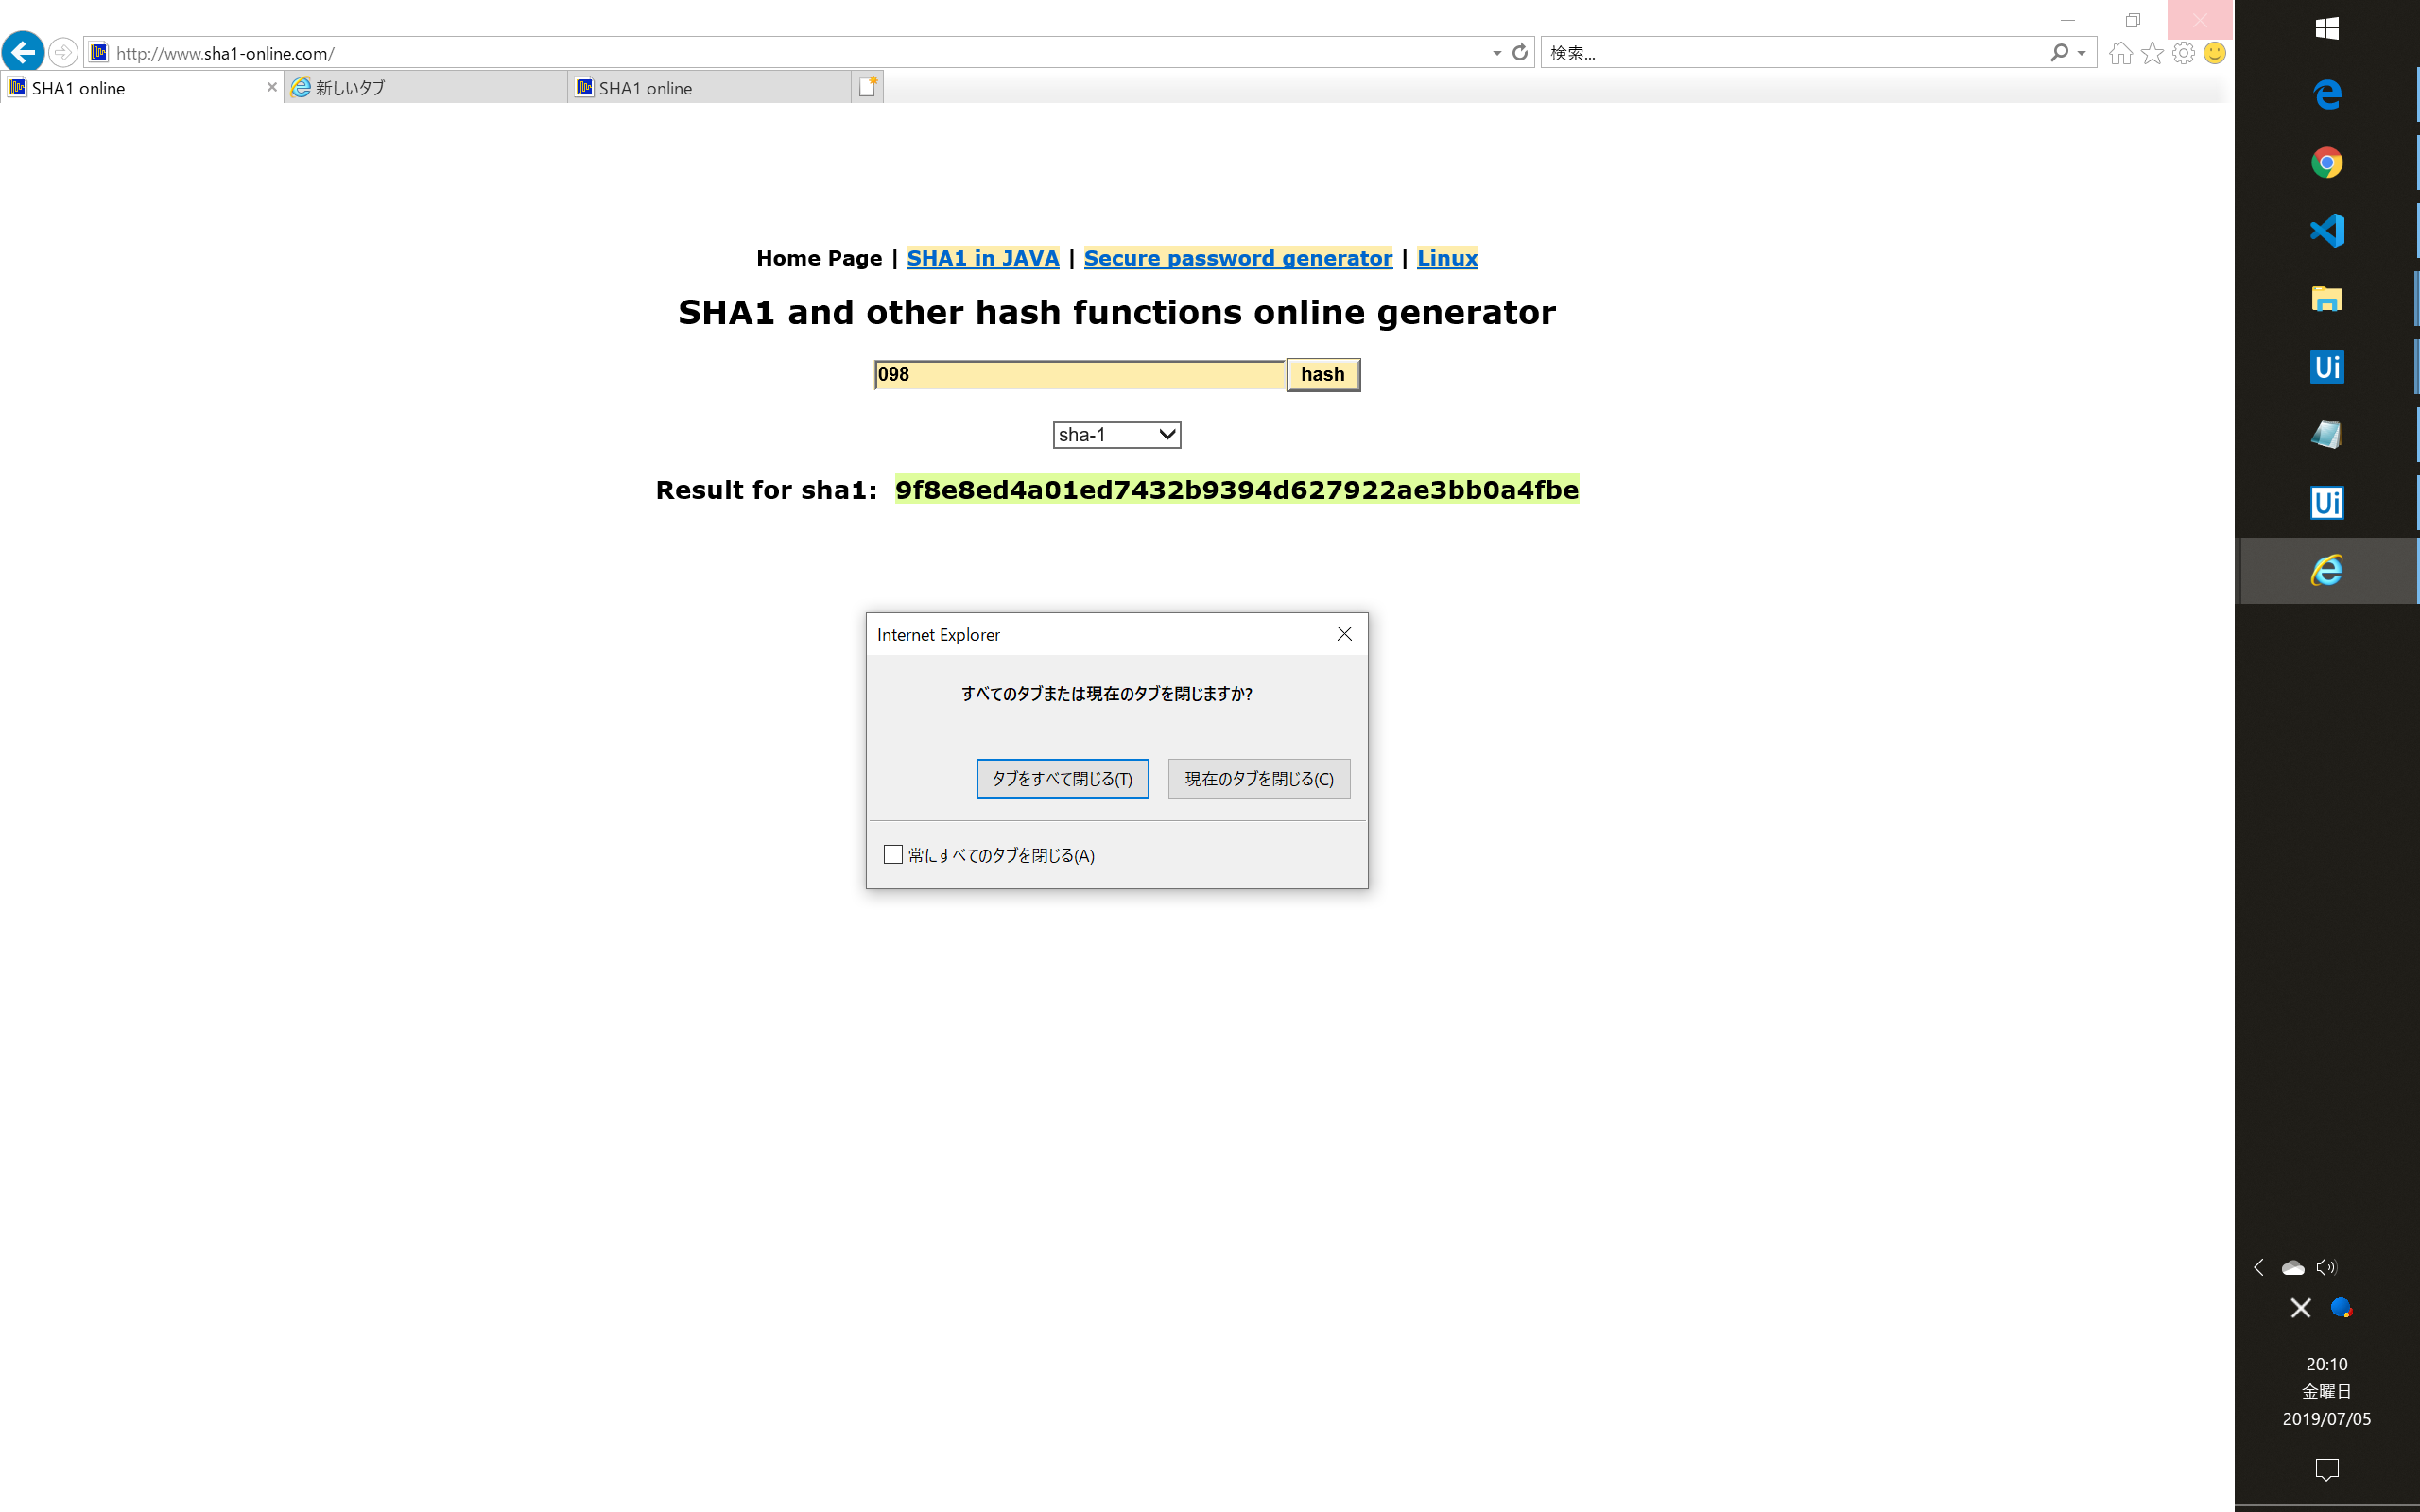 http://www.sha1-online.com/
検索...
SHA1 online
新しいタブ
SHA1 online
Home Page | SHA1 in JAVA | Secure password generator | Linux
SHA1 and other hash functions online generator
098
hash
sha-1
Result for sha1: 9f8e8ed4a01ed7432b9394d627922ae3bb0a4fbe
Internet Explorer
すべてのタブまたは現在のタブを閉じますか?
タブをすべて閉じる(T)
現在のタブを閉じる(C)
常にすべてのタブを閉じる(A)
Ui
Ui
20:10
金曜日
2019/07/05